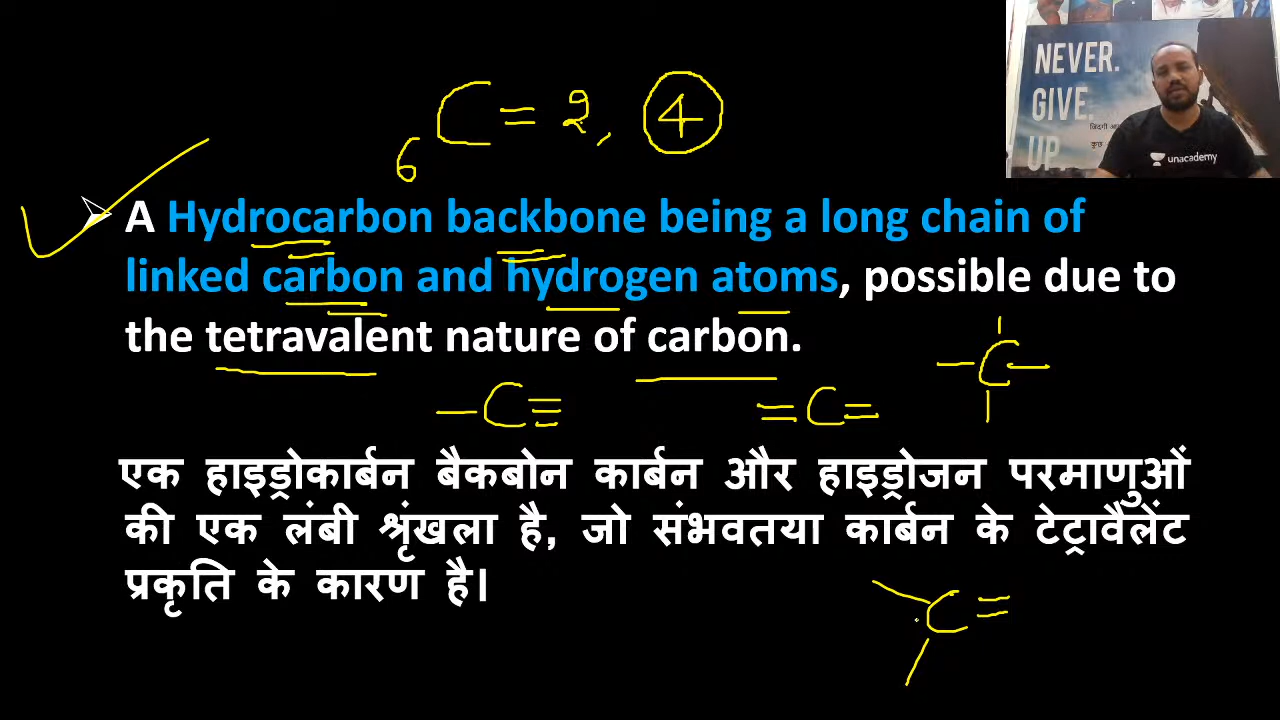 NEVER.
GIVE.
UP.
unacademy
C = 2, 4
6
➢ A Hydrocarbon backbone being a long chain of
linked carbon and hydrogen atoms, possible due to
the tetravalent nature of carbon.
–C≡ =C= C
एक हाइड्रोकार्बन बैकबोन कार्बन और हाइड्रोजन परमाणुओं
की एक लंबी श्रृंखला है, जो संभवतया कार्बन के टेट्रावैलेंट
प्रकृति के कारण है।
C=